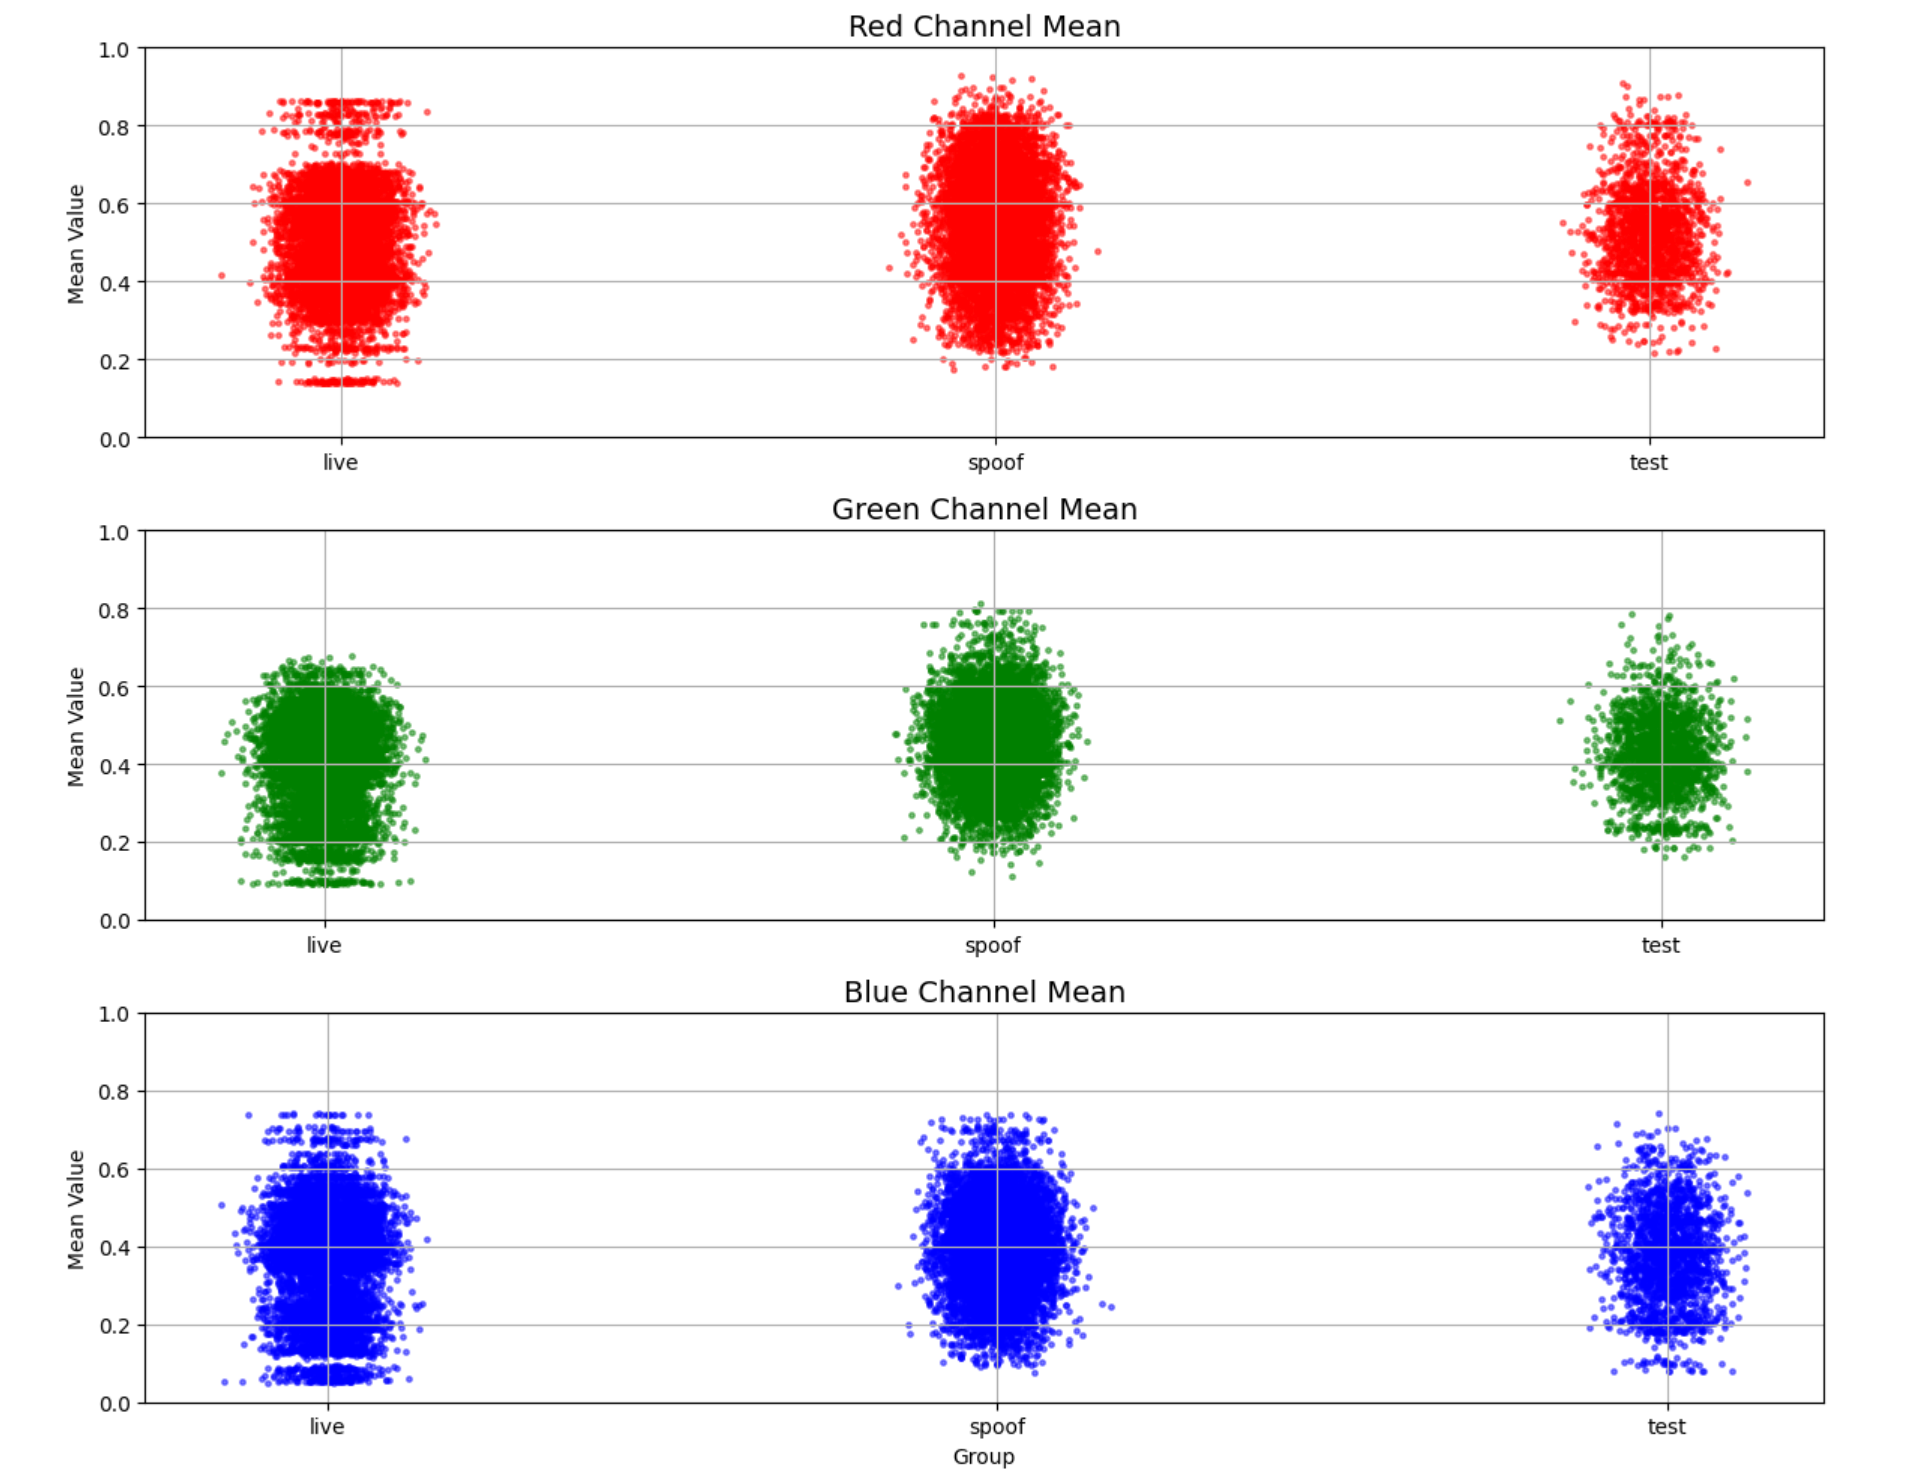 Red Channel Mean
1.0
0.8
0.6
0.4
0.2
0.0
Mean Value
live spoof test
Green Channel Mean
1.0
0.8
0.6
0.4
0.2
0.0
Mean Value
live spoof test
Blue Channel Mean
1.0
0.8
0.6
0.4
0.2
0.0
Mean Value
live spoof test
Group